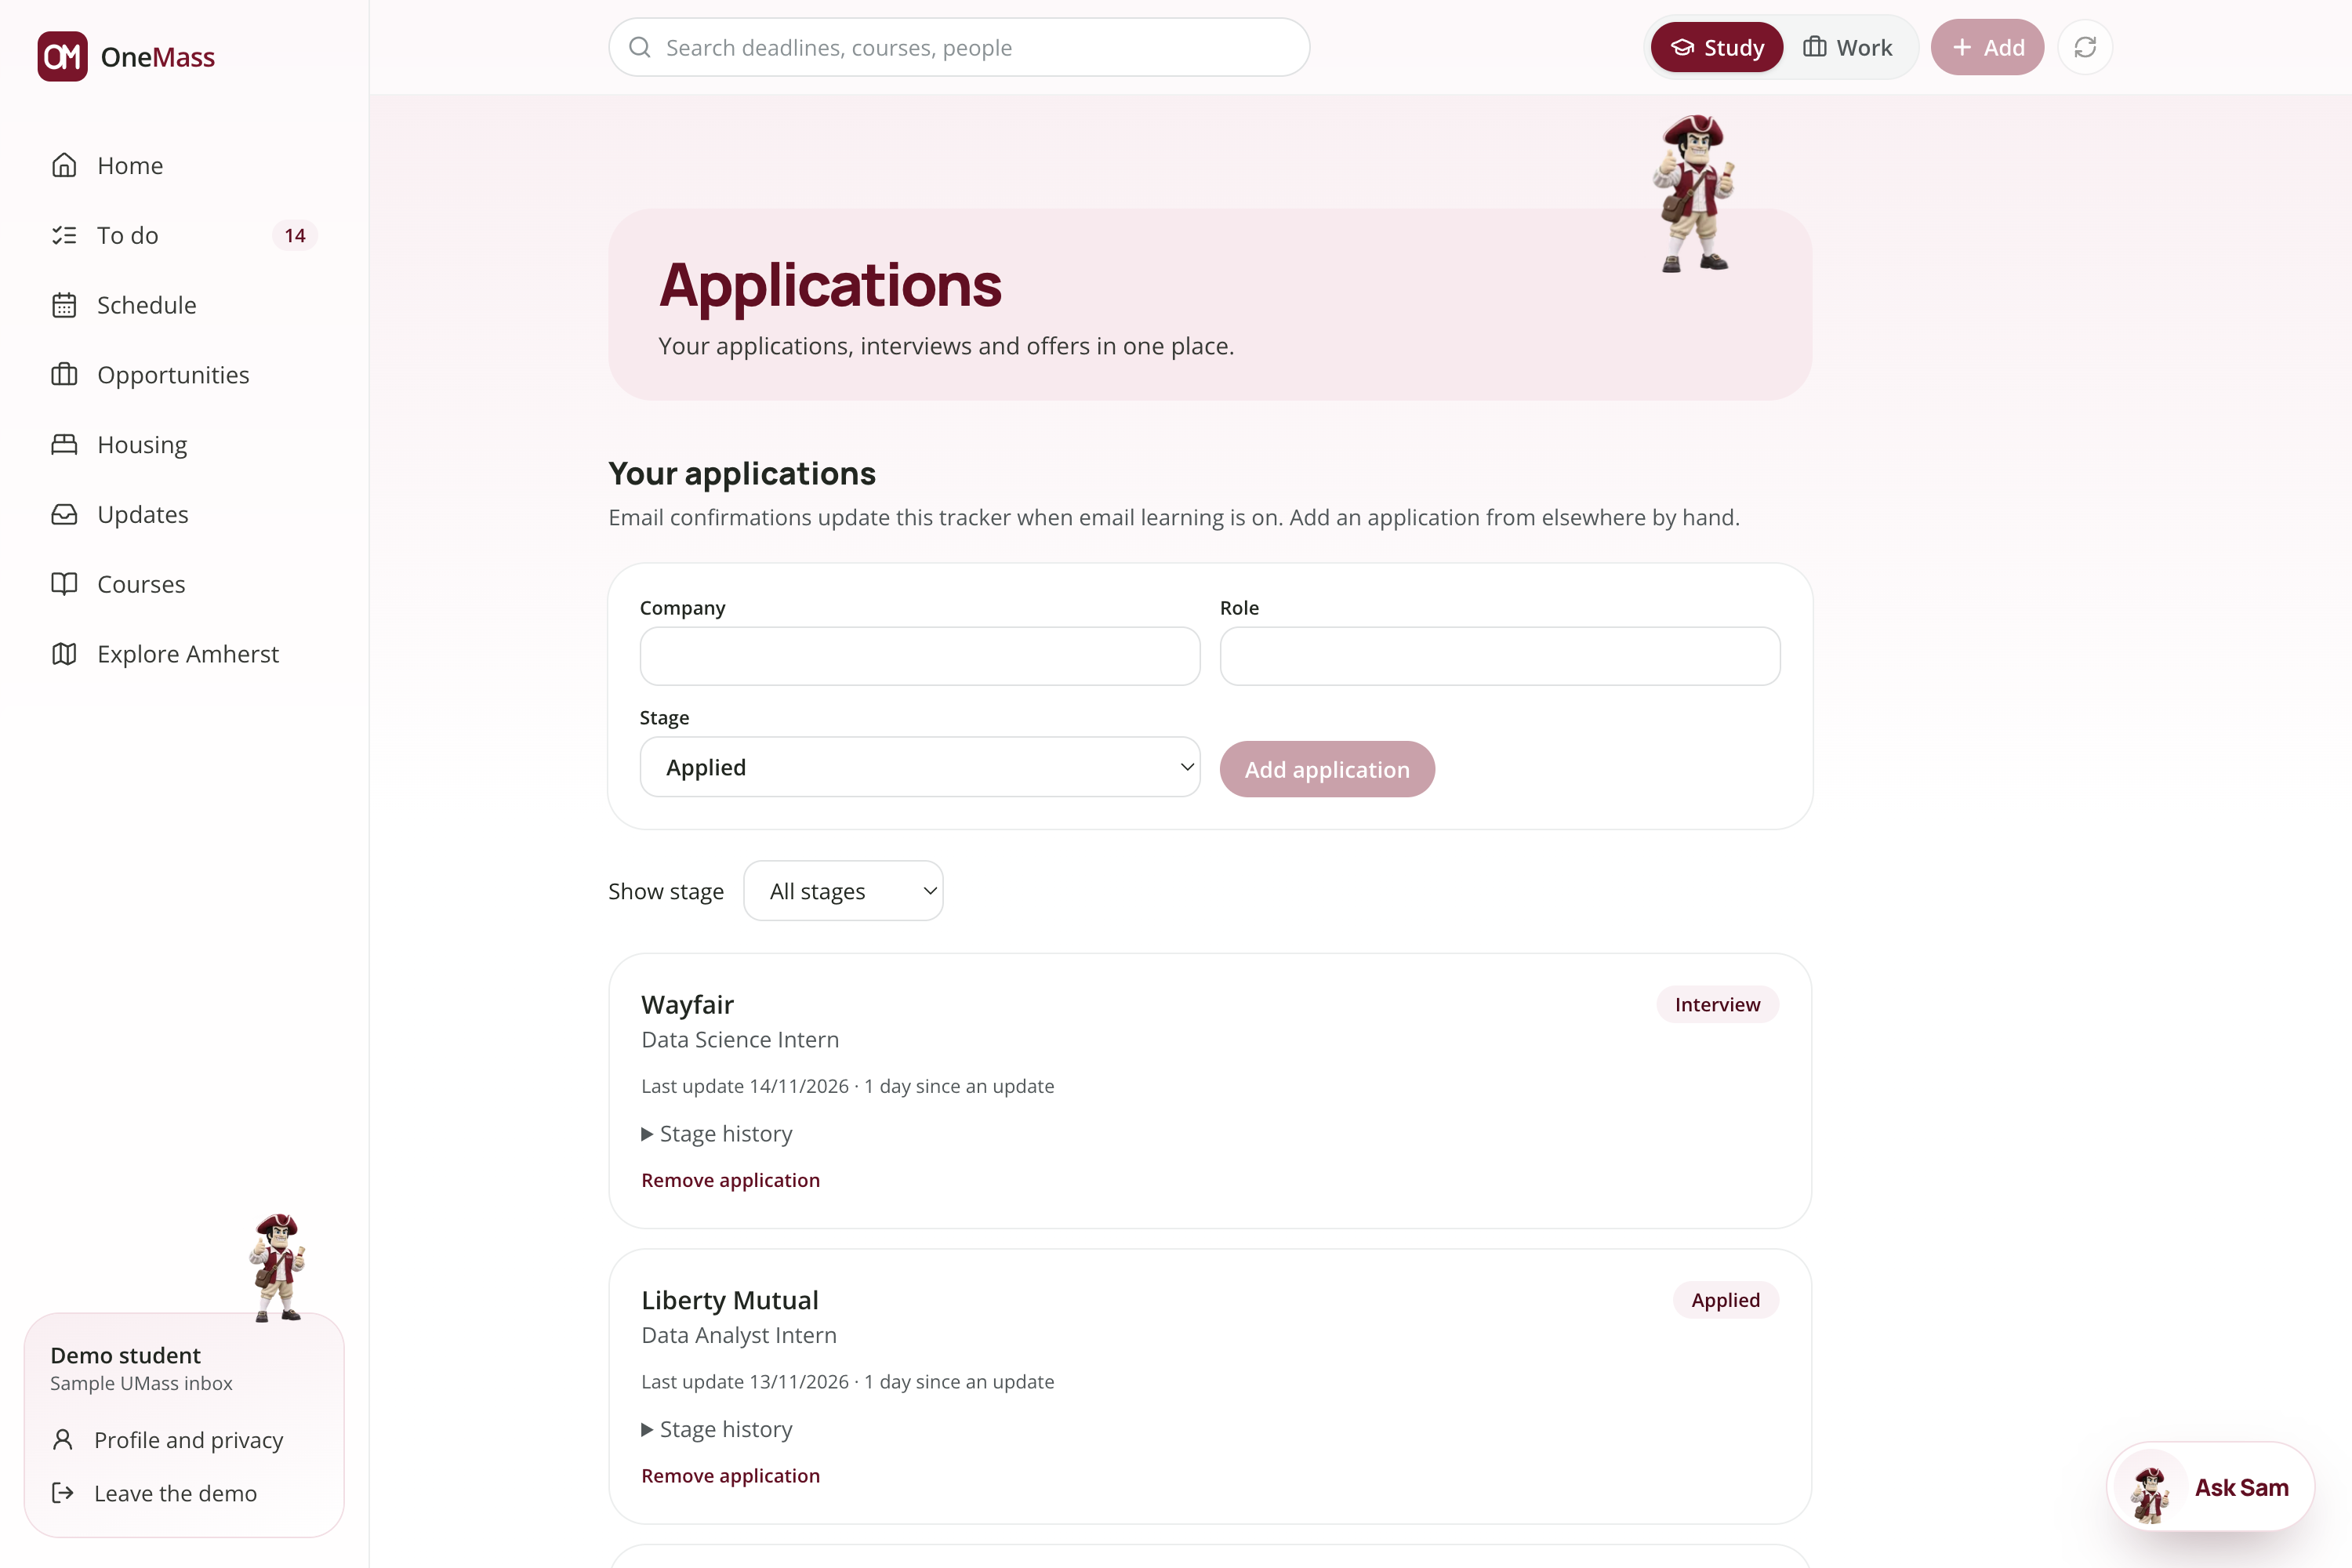 OM OneMass
Search deadlines, courses, people
Study
Work
Add
Home
To do
14
Schedule
Opportunities
Housing
Updates
Courses
Explore Amherst
Applications
Your applications, interviews and offers in one place.
Your applications
Email confirmations update this tracker when email learning is on. Add an application from elsewhere by hand.
Company
Role
Stage
Applied
Add application
Show stage
All stages
Wayfair
Interview
Data Science Intern
Last update 14/11/2026 · 1 day since an update
Stage history
Remove application
Liberty Mutual
Applied
Data Analyst Intern
Last update 13/11/2026 · 1 day since an update
Stage history
Remove application
Demo student
Sample UMass inbox
Profile and privacy
Leave the demo
Ask Sam